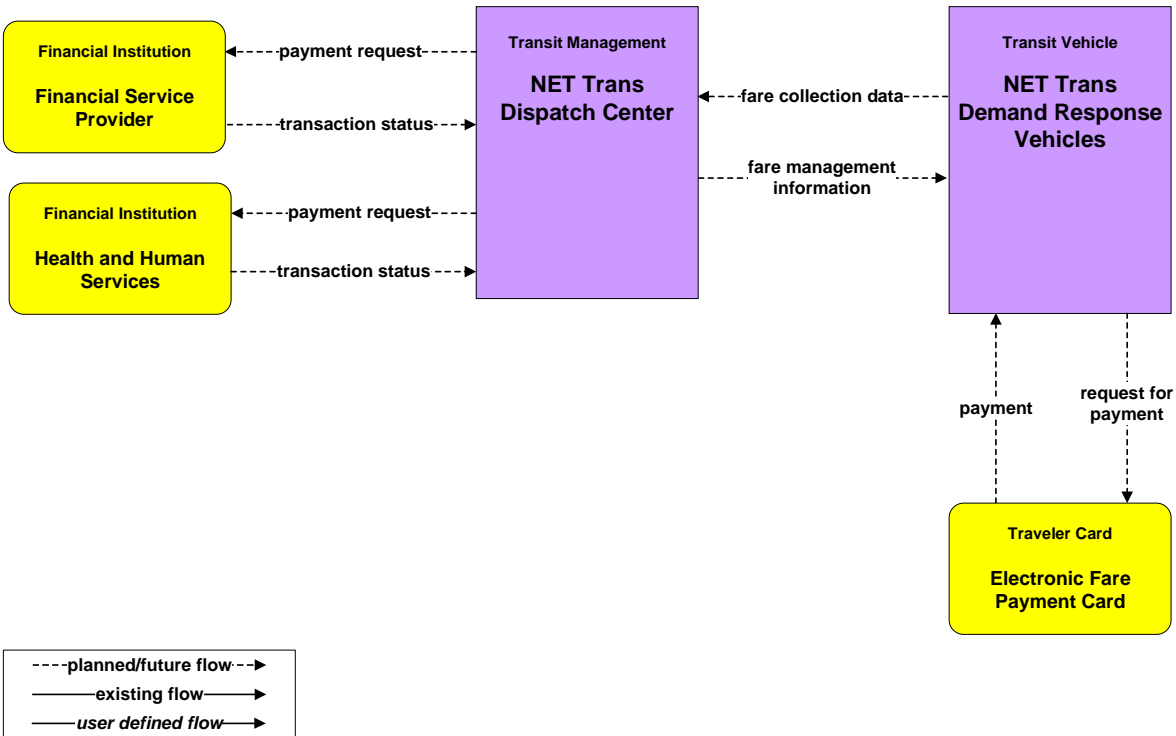 Financial Institution
Financial Service
Provider
payment request
transaction status
Financial Institution
Health and Human
Services
payment request
transaction status
Transit Management
NET Trans
Dispatch Center
fare collection data
fare management
information
Transit Vehicle
NET Trans
Demand Response
Vehicles
payment
request for
payment
Traveler Card
Electronic Fare
Payment Card
planned/future flow
existing flow
user defined flow